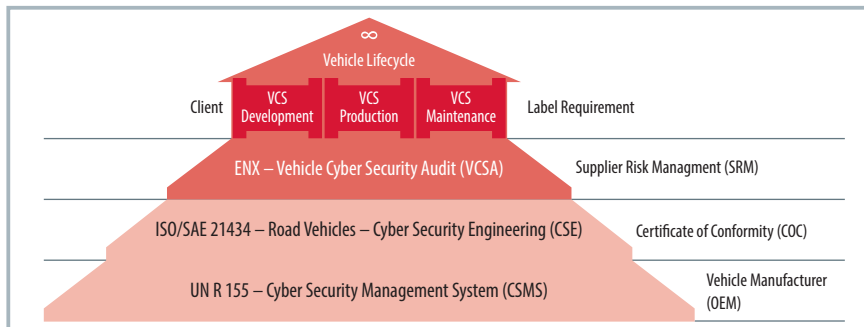 ∞
Vehicle Lifecycle
Client
VCS
Development
VCS
Production
VCS
Maintenance
Label Requirement
ENX – Vehicle Cyber Security Audit (VCSA)
Supplier Risk Managment (SRM)
ISO/SAE 21434 – Road Vehicles – Cyber Security Engineering (CSE)
Certificate of Conformity (COC)
UN R 155 – Cyber Security Management System (CSMS)
Vehicle Manufacturer
(OEM)